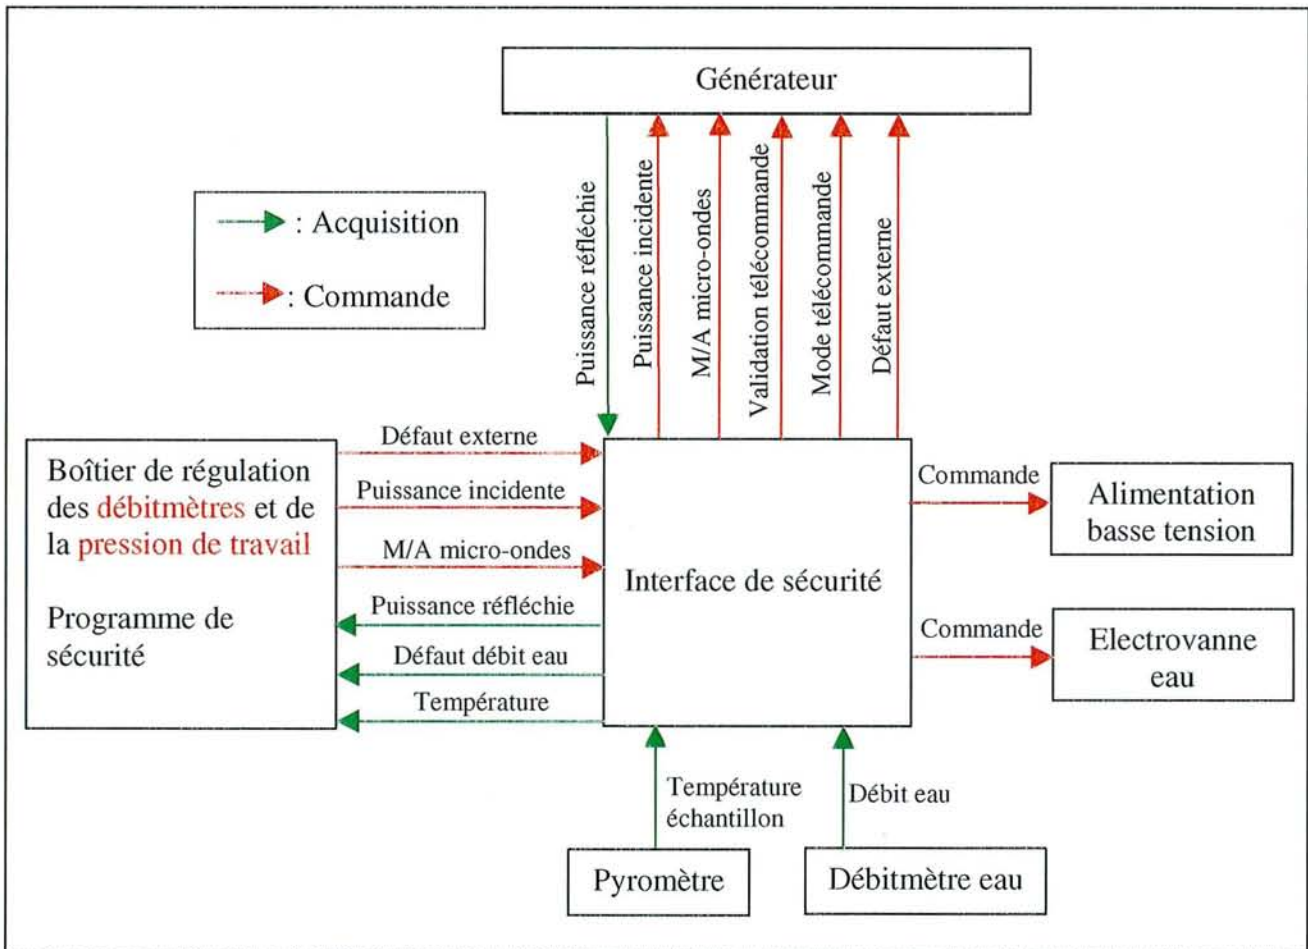 Générateur
Puissance réfléchie
Puissance incidente
M/A micro-ondes
Validation télécommande
Mode télécommande
Défaut externe
: Acquisition
: Commande
Boîtier de régulation
des débitmètres et de
la pression de travail
Programme de
sécurité
Défaut externe
Puissance incidente
M/A micro-ondes
Puissance réfléchie
Défaut débit eau
Température
Interface de sécurité
Commande
Alimentation
basse tension
Commande
Electrovanne
eau
Température
échantillon
Débit eau
Pyromètre
Débitmètre eau